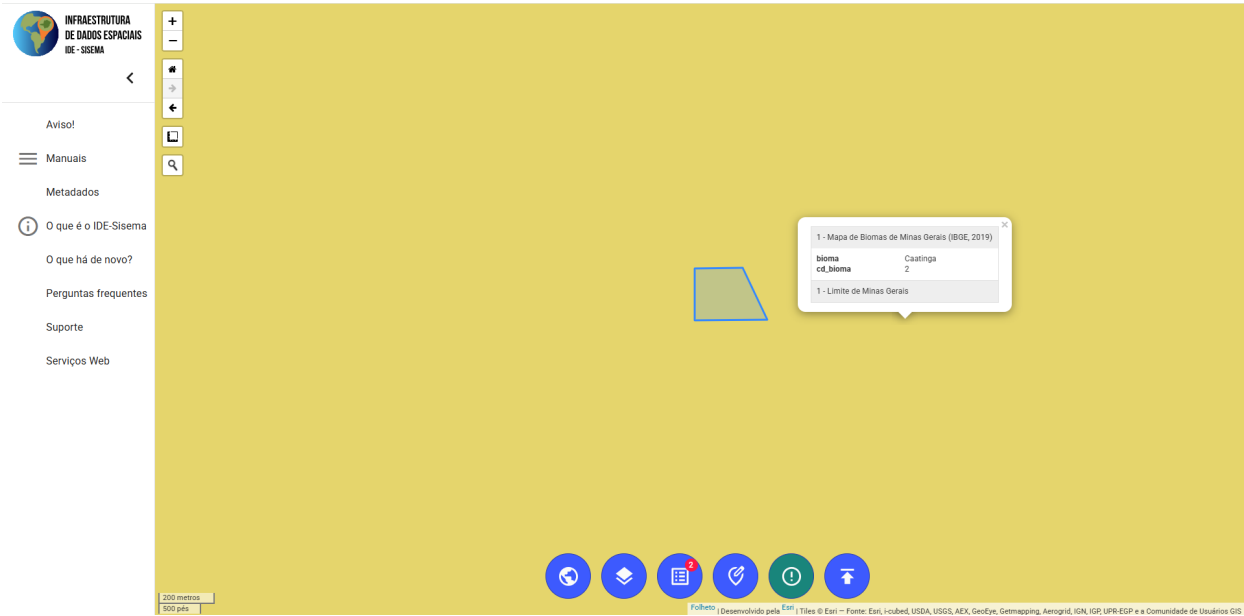 INFRAESTRUTURA
DE DADOS ESPACIAIS
IDE - SISEMA
Aviso!
Manuais
Metadados
O que é o IDE-Sisema
O que há de novo?
Perguntas frequentes
Suporte
Serviços Web
+
−
1 - Mapa de Biomas de Minas Gerais (IBGE, 2019)
bioma Caatinga
cd_bioma 2
1 - Limite de Minas Gerais
×
2
200 metros
500 pés
Folheto | Desenvolvido pela Esri | Tiles © Esri — Fonte: Esri, i-cubed, USDA, USGS, AEX, GeoEye, Getmapping, Aerogrid, IGN, IGP, UPR-EGP e a Comunidade de Usuários GIS